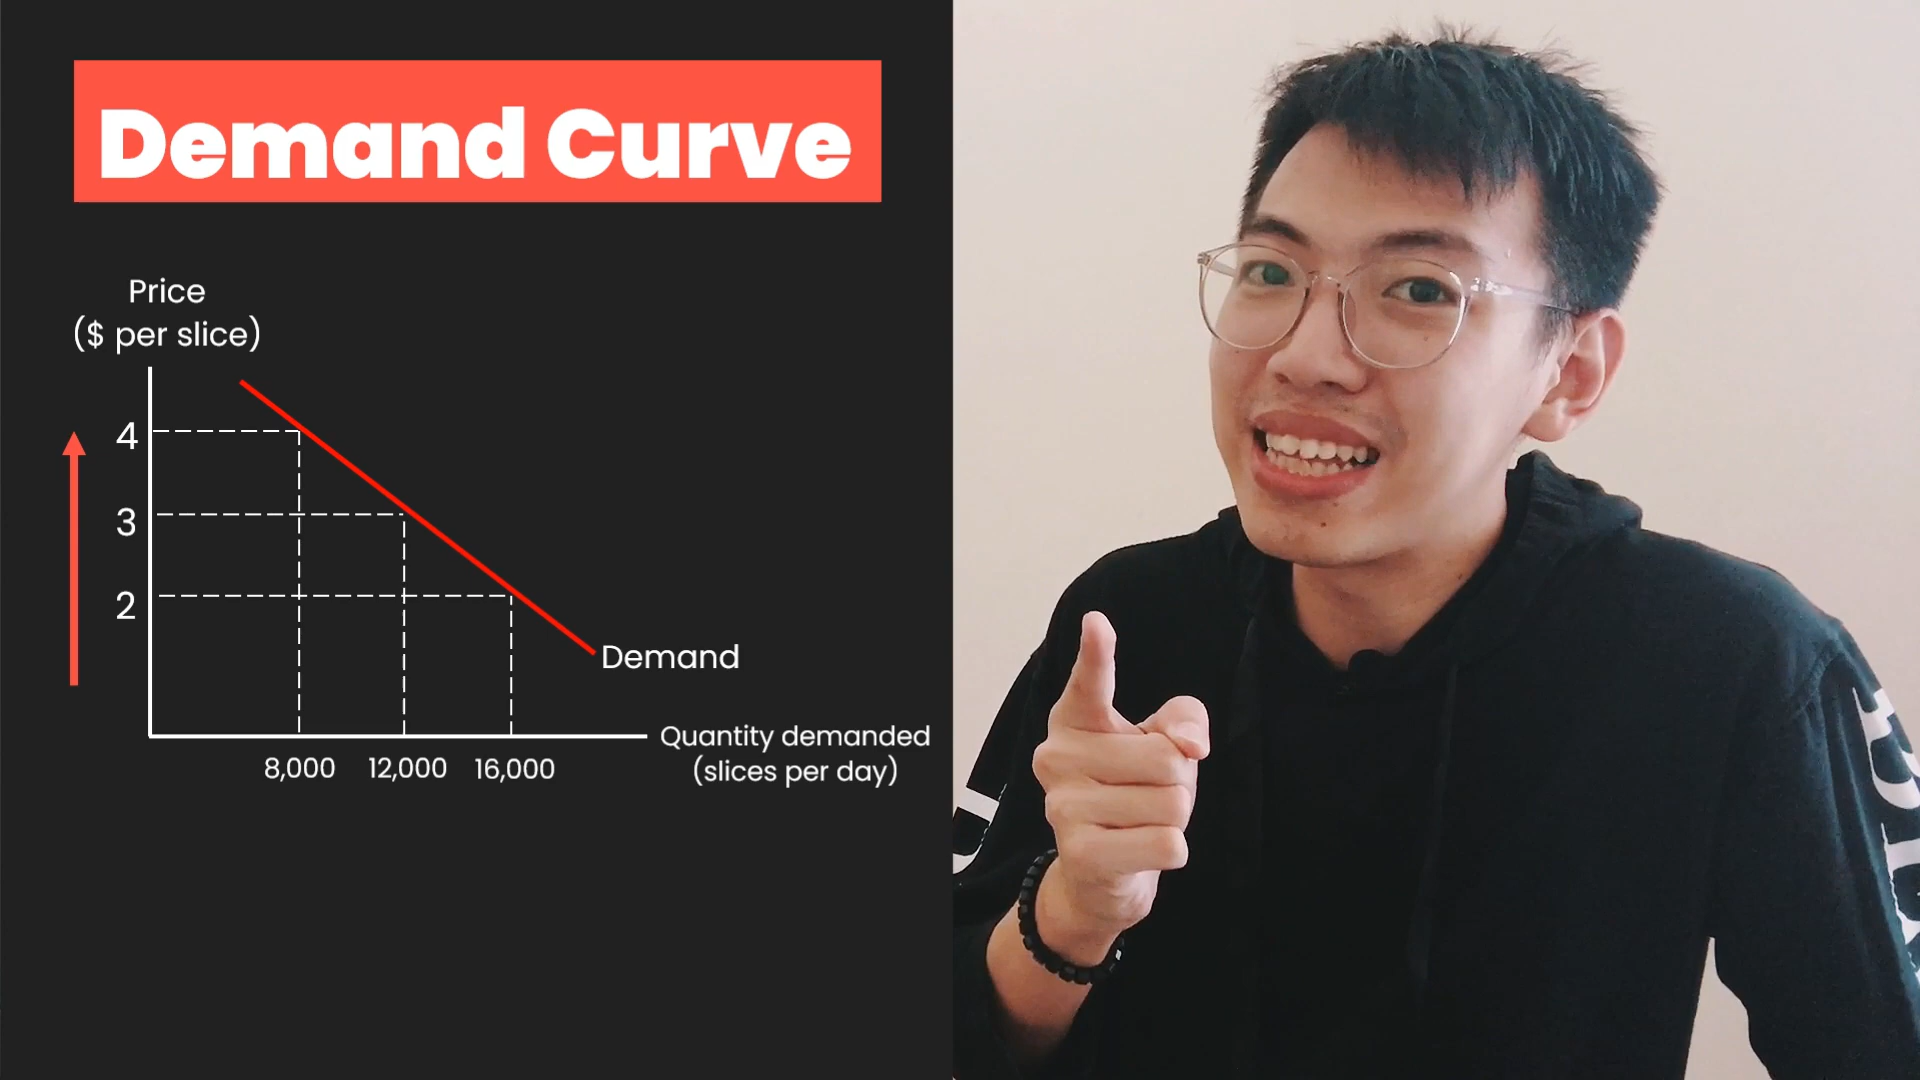 Demand Curve
Price
($ per slice)
4
3
2
Demand
Quantity demanded
(slices per day)
8,000 12,000 16,000